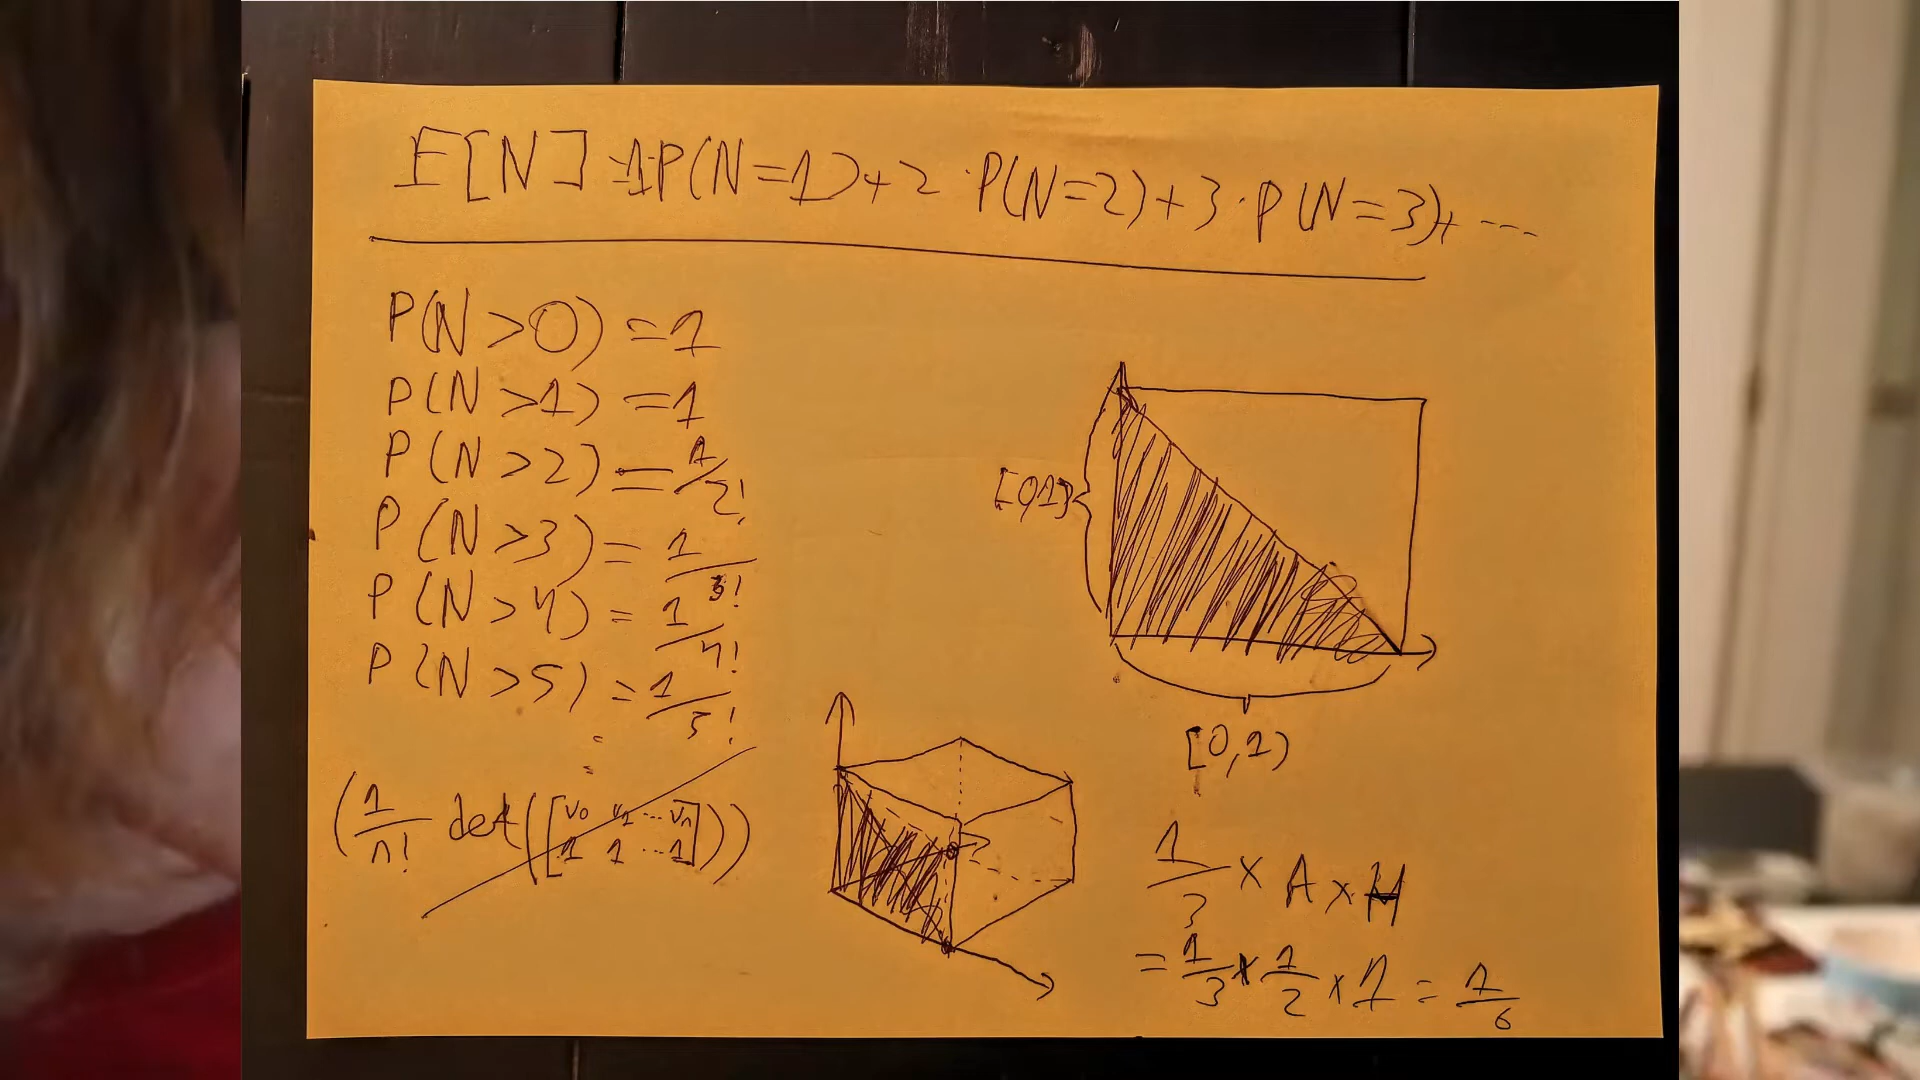 E[N] = 1·P(N=1) + 2·P(N=2) + 3·P(N=3) + ...
P(N>0) = 1
P(N>1) = 1
P(N>2) = 1/2!
P(N>3) = 1/3!
P(N>4) = 1/4!
P(N>5) = 1/5!
(1/n! det([v0 v1 ... vn
1 1 ... 1]))
[0,1]
[0,1)
1/3 × A × H
= 1/3 × 1/2 × 1 = 1/6